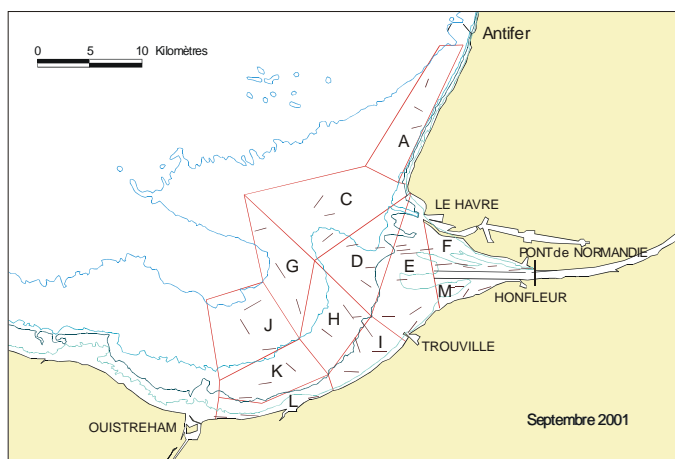 Antifer
0 5 10 Kilomètres
A
C
LE HAVRE
F
PONT de NORMANDIE
D
E
G
M
HONFLEUR
H
J
I
TROUVILLE
K
L
OUISTREHAM
Septembre 2001